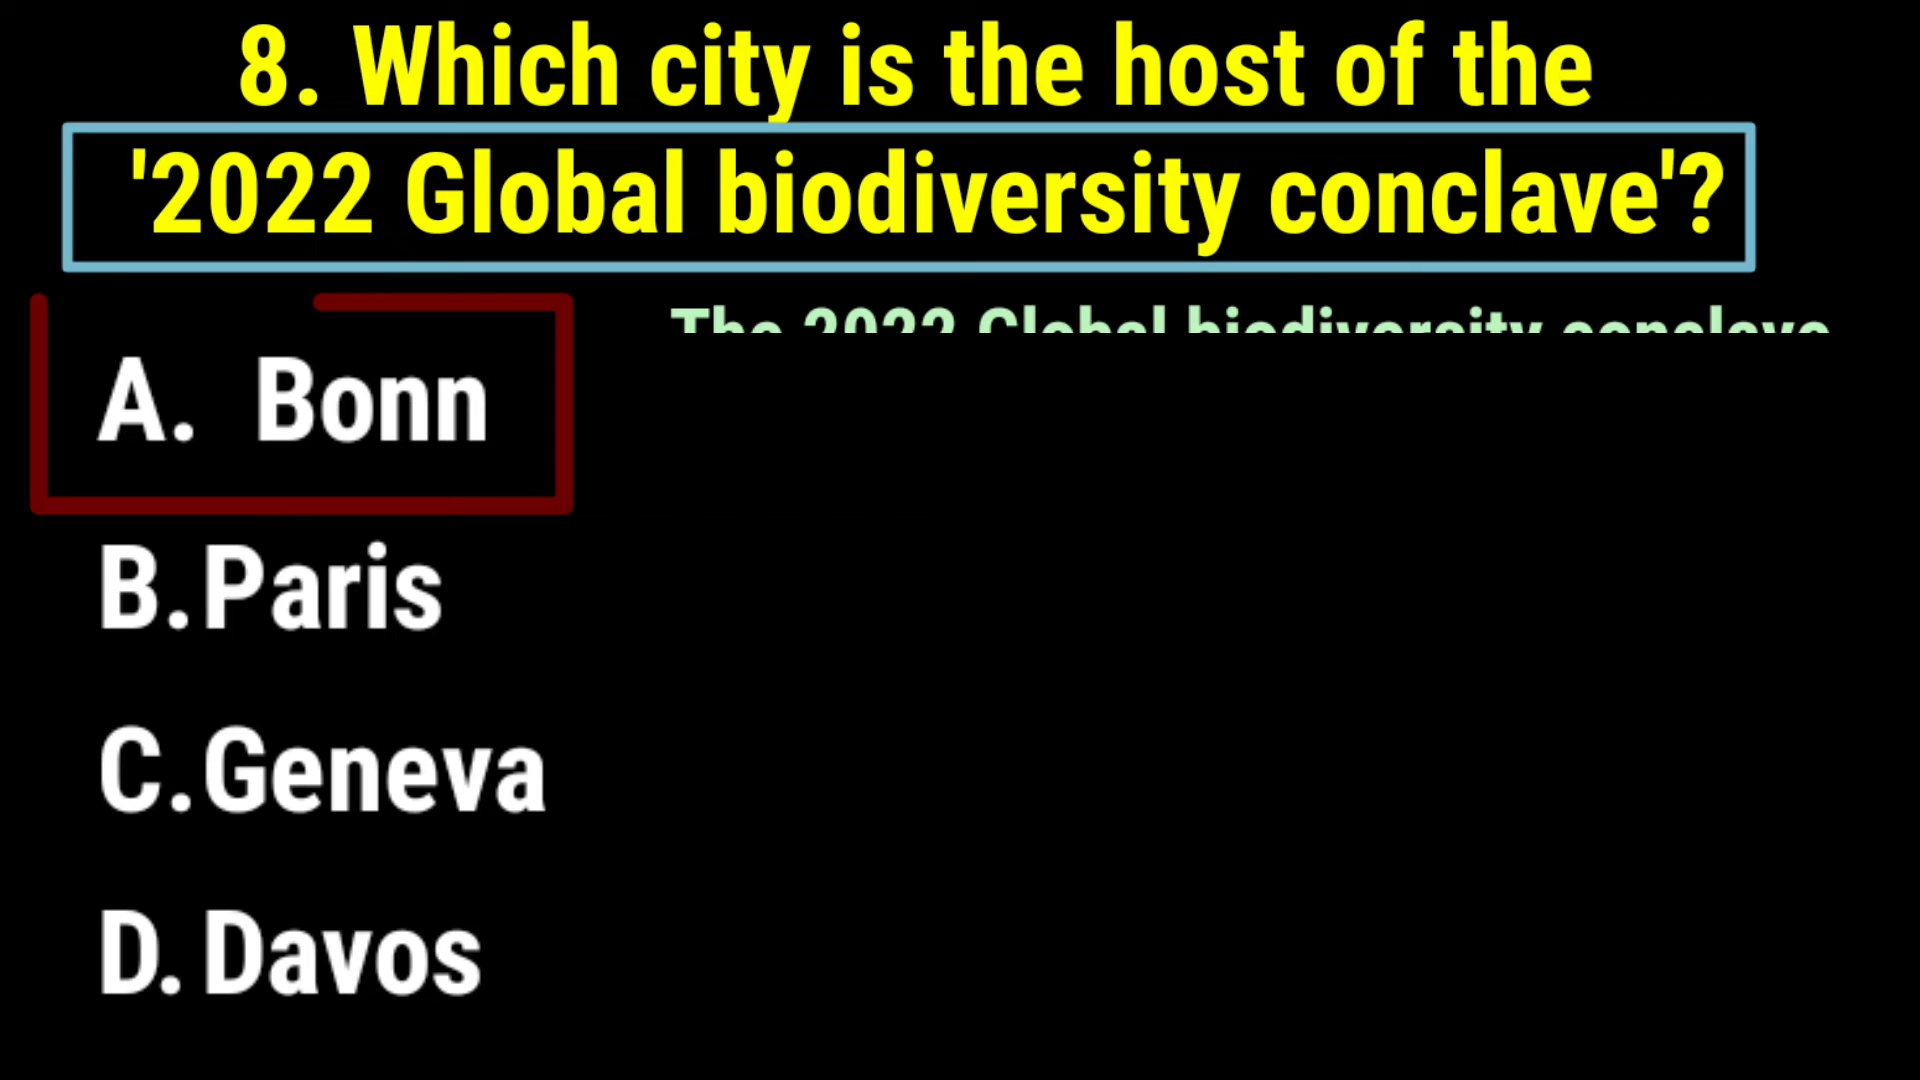 8. Which city is the host of the
'2022 Global biodiversity conclave'?
The 2022 Global biodiversity conclave
A. Bonn
B. Paris
C. Geneva
D. Davos